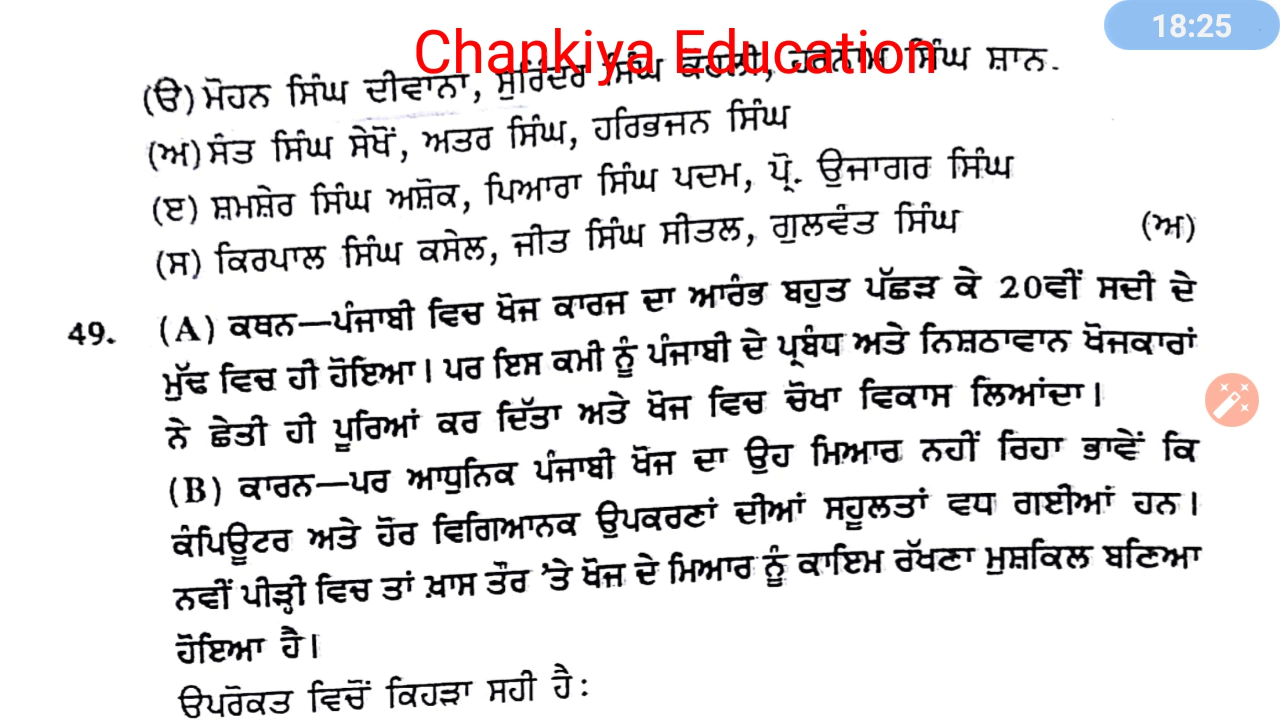 18:25
Chankiya Education
(ੳ) ਮੋਹਨ ਸਿੰਘ ਦੀਵਾਨਾ, ਸੁਰਿੰਦਰ ਸਿੰਘ ਕੋਹਲੀ, ਹਰਨਾਮ ਸਿੰਘ ਸ਼ਾਨ.
(ਅ) ਸੰਤ ਸਿੰਘ ਸੇਖੋਂ, ਅਤਰ ਸਿੰਘ, ਹਰਿਭਜਨ ਸਿੰਘ
(ੲ) ਸ਼ਮਸ਼ੇਰ ਸਿੰਘ ਅਸ਼ੋਕ, ਪਿਆਰਾ ਸਿੰਘ ਪਦਮ, ਪ੍ਰੋ. ਉਜਾਗਰ ਸਿੰਘ
(ਸ) ਕਿਰਪਾਲ ਸਿੰਘ ਕਸੇਲ, ਜੀਤ ਸਿੰਘ ਸੀਤਲ, ਗੁਲਵੰਤ ਸਿੰਘ (ਅ)
49. (A) ਕਥਨ—ਪੰਜਾਬੀ ਵਿਚ ਖੋਜ ਕਾਰਜ ਦਾ ਆਰੰਭ ਬਹੁਤ ਪੱਛੜ ਕੇ 20ਵੀਂ ਸਦੀ ਦੇ
ਮੁੱਢ ਵਿਚ ਹੀ ਹੋਇਆ। ਪਰ ਇਸ ਕਮੀ ਨੂੰ ਪੰਜਾਬੀ ਦੇ ਪ੍ਰਬੰਧ ਅਤੇ ਨਿਸ਼ਠਾਵਾਨ ਖੋਜਕਾਰਾਂ
ਨੇ ਛੇਤੀ ਹੀ ਪੂਰਿਆਂ ਕਰ ਦਿੱਤਾ ਅਤੇ ਖੋਜ ਵਿਚ ਚੋਖਾ ਵਿਕਾਸ ਲਿਆਂਦਾ।
(B) ਕਾਰਨ—ਪਰ ਆਧੁਨਿਕ ਪੰਜਾਬੀ ਖੋਜ ਦਾ ਉਹ ਮਿਆਰ ਨਹੀਂ ਰਿਹਾ ਭਾਵੇਂ ਕਿ
ਕੰਪਿਊਟਰ ਅਤੇ ਹੋਰ ਵਿਗਿਆਨਕ ਉਪਕਰਣਾਂ ਦੀਆਂ ਸਹੂਲਤਾਂ ਵਧ ਗਈਆਂ ਹਨ।
ਨਵੀਂ ਪੀੜ੍ਹੀ ਵਿਚ ਤਾਂ ਖ਼ਾਸ ਤੌਰ 'ਤੇ ਖੋਜ ਦੇ ਮਿਆਰ ਨੂੰ ਕਾਇਮ ਰੱਖਣਾ ਮੁਸ਼ਕਿਲ ਬਣਿਆ
ਹੋਇਆ ਹੈ।
ਉਪਰੋਕਤ ਵਿਚੋਂ ਕਿਹੜਾ ਸਹੀ ਹੈ: